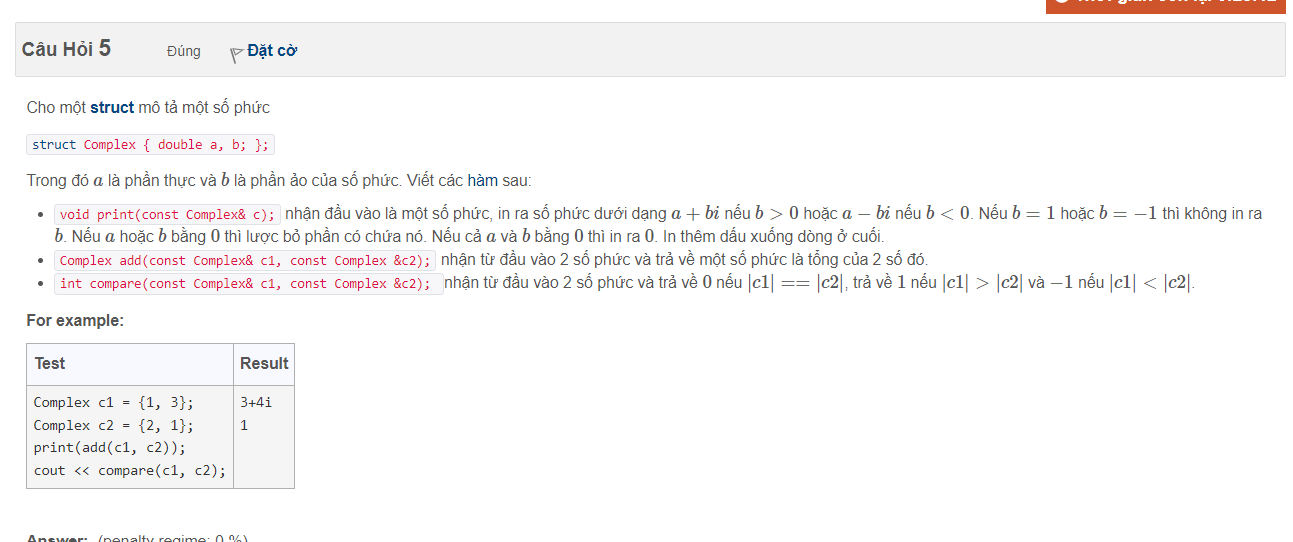 Câu Hỏi 5 Đúng Đặt cờ
Cho một struct mô tả một số phức
struct Complex { double a, b; };
Trong đó a là phần thực và b là phần ảo của số phức. Viết các hàm sau:
• void print(const Complex& c); nhận đầu vào là một số phức, in ra số phức dưới dạng a + bi nếu b > 0 hoặc a − bi nếu b < 0. Nếu b = 1 hoặc b = −1 thì không in ra
b. Nếu a hoặc b bằng 0 thì lược bỏ phần có chứa nó. Nếu cả a và b bằng 0 thì in ra 0. In thêm dấu xuống dòng ở cuối.
• Complex add(const Complex& c1, const Complex &c2); nhận từ đầu vào 2 số phức và trả về một số phức là tổng của 2 số đó.
• int compare(const Complex& c1, const Complex &c2); nhận từ đầu vào 2 số phức và trả về 0 nếu |c1| == |c2|, trả về 1 nếu |c1| > |c2| và −1 nếu |c1| < |c2|.
For example:
Test Result
Complex c1 = {1, 3}; 3+4i
Complex c2 = {2, 1}; 1
print(add(c1, c2));
cout << compare(c1, c2);
Answer: (penalty regime: 0 %)